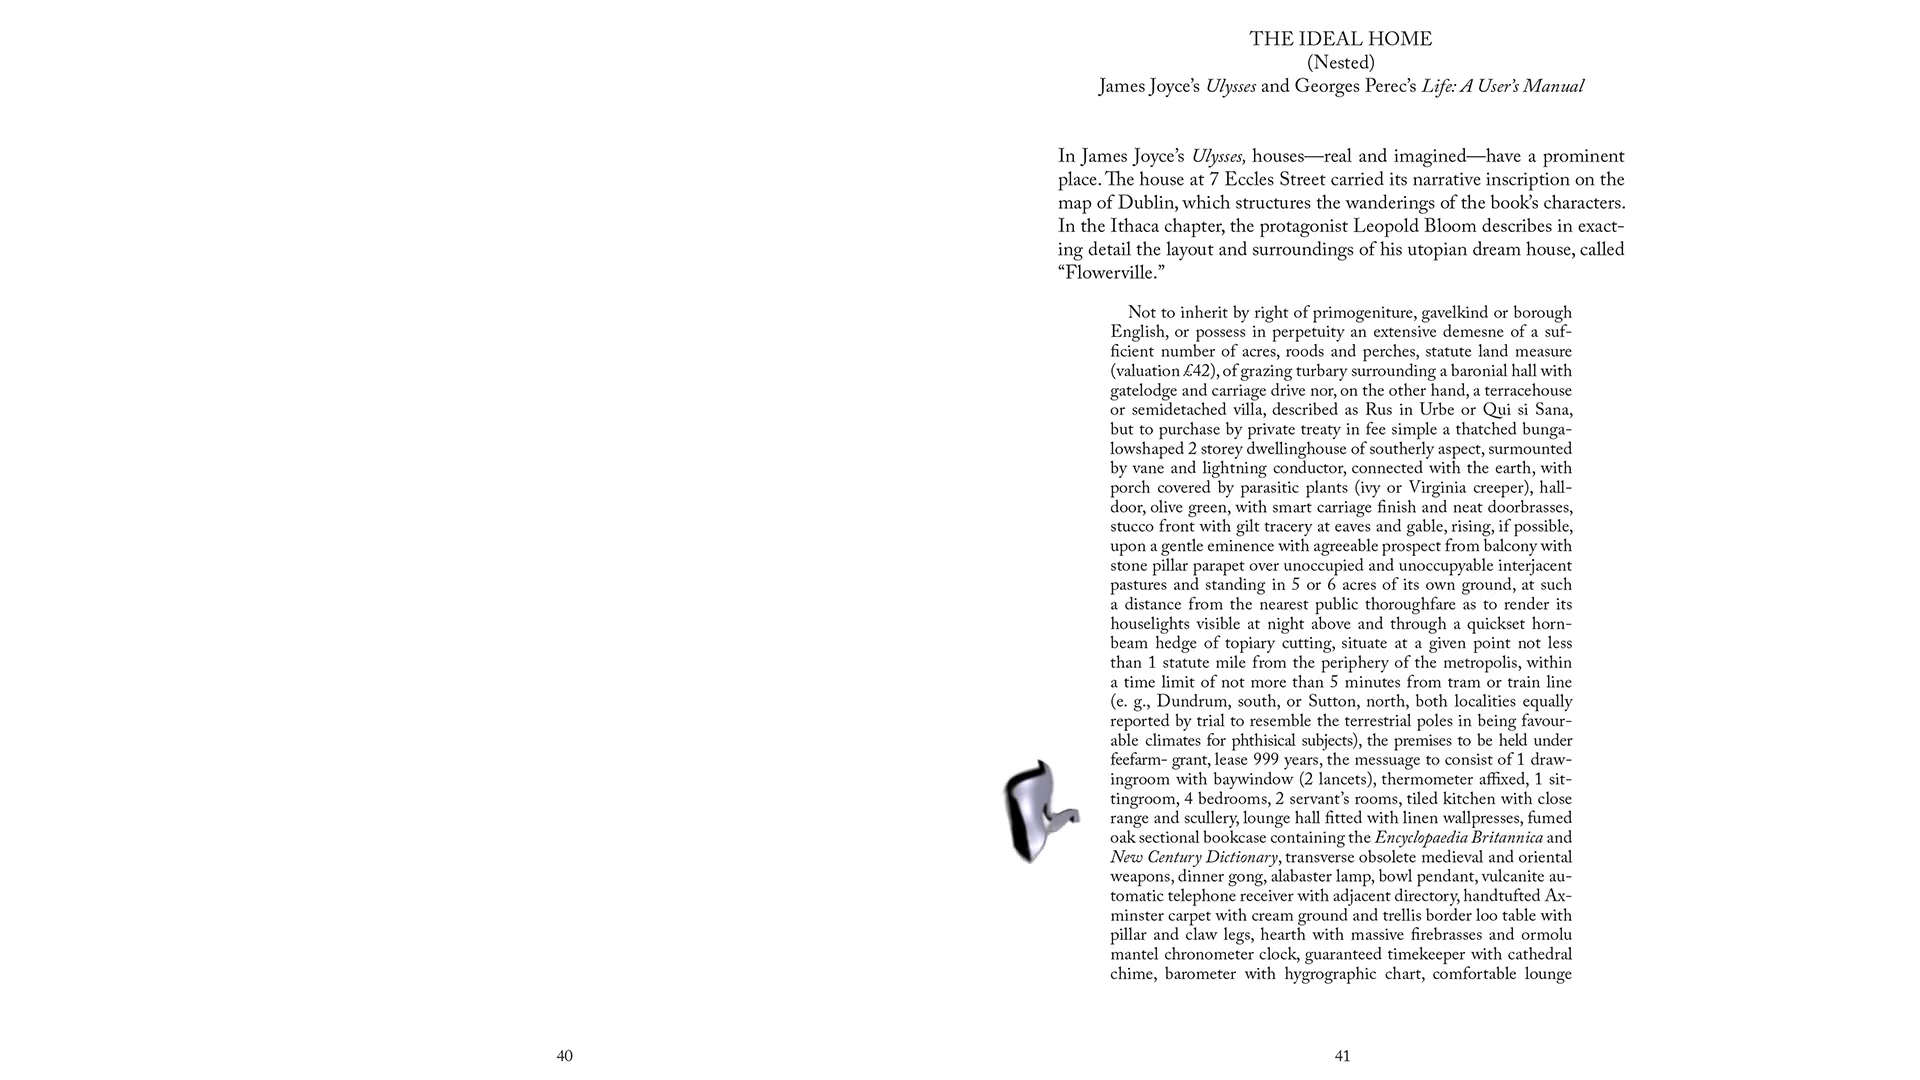 THE IDEAL HOME
(Nested)
James Joyce’s Ulysses and Georges Perec’s Life: A User’s Manual
In James Joyce’s Ulysses, houses—real and imagined—have a prominent
place. The house at 7 Eccles Street carried its narrative inscription on the
map of Dublin, which structures the wanderings of the book’s characters.
In the Ithaca chapter, the protagonist Leopold Bloom describes in exact-
ing detail the layout and surroundings of his utopian dream house, called
“Flowerville.”
Not to inherit by right of primogeniture, gavelkind or borough
English, or possess in perpetuity an extensive demesne of a suf-
ficient number of acres, roods and perches, statute land measure
(valuation £42), of grazing turbary surrounding a baronial hall with
gatelodge and carriage drive nor, on the other hand, a terracehouse
or semidetached villa, described as Rus in Urbe or Qui si Sana,
but to purchase by private treaty in fee simple a thatched bunga-
lowshaped 2 storey dwellinghouse of southerly aspect, surmounted
by vane and lightning conductor, connected with the earth, with
porch covered by parasitic plants (ivy or Virginia creeper), hall-
door, olive green, with smart carriage finish and neat doorbrasses,
stucco front with gilt tracery at eaves and gable, rising, if possible,
upon a gentle eminence with agreeable prospect from balcony with
stone pillar parapet over unoccupied and unoccupyable interjacent
pastures and standing in 5 or 6 acres of its own ground, at such
a distance from the nearest public thoroughfare as to render its
houselights visible at night above and through a quickset horn-
beam hedge of topiary cutting, situate at a given point not less
than 1 statute mile from the periphery of the metropolis, within
a time limit of not more than 5 minutes from tram or train line
(e. g., Dundrum, south, or Sutton, north, both localities equally
reported by trial to resemble the terrestrial poles in being favour-
able climates for phthisical subjects), the premises to be held under
feefarm- grant, lease 999 years, the messuage to consist of 1 draw-
ingroom with baywindow (2 lancets), thermometer affixed, 1 sit-
tingroom, 4 bedrooms, 2 servant’s rooms, tiled kitchen with close
range and scullery, lounge hall fitted with linen wallpresses, fumed
oak sectional bookcase containing the Encyclopaedia Britannica and
New Century Dictionary, transverse obsolete medieval and oriental
weapons, dinner gong, alabaster lamp, bowl pendant, vulcanite au-
tomatic telephone receiver with adjacent directory, handtufted Ax-
minster carpet with cream ground and trellis border loo table with
pillar and claw legs, hearth with massive firebrasses and ormolu
mantel chronometer clock, guaranteed timekeeper with cathedral
chime, barometer with hygrographic chart, comfortable lounge
40
41